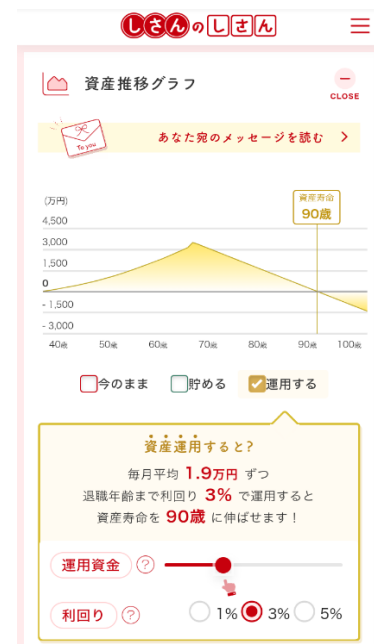 しさんのしさん
資産推移グラフ
CLOSE
To you
あなた宛のメッセージを読む
(万円)
資産寿命
90歳
4,500
3,000
1,500
0
- 1,500
- 3,000
40歳 50歳 60歳 70歳 80歳 90歳 100歳
今のまま 貯める 運用する
資産運用すると?
毎月平均 1.9万円 ずつ
退職年齢まで利回り 3% で運用すると
資産寿命を 90歳 に伸ばせます!
運用資金 ?
利回り ? 1% 3% 5%